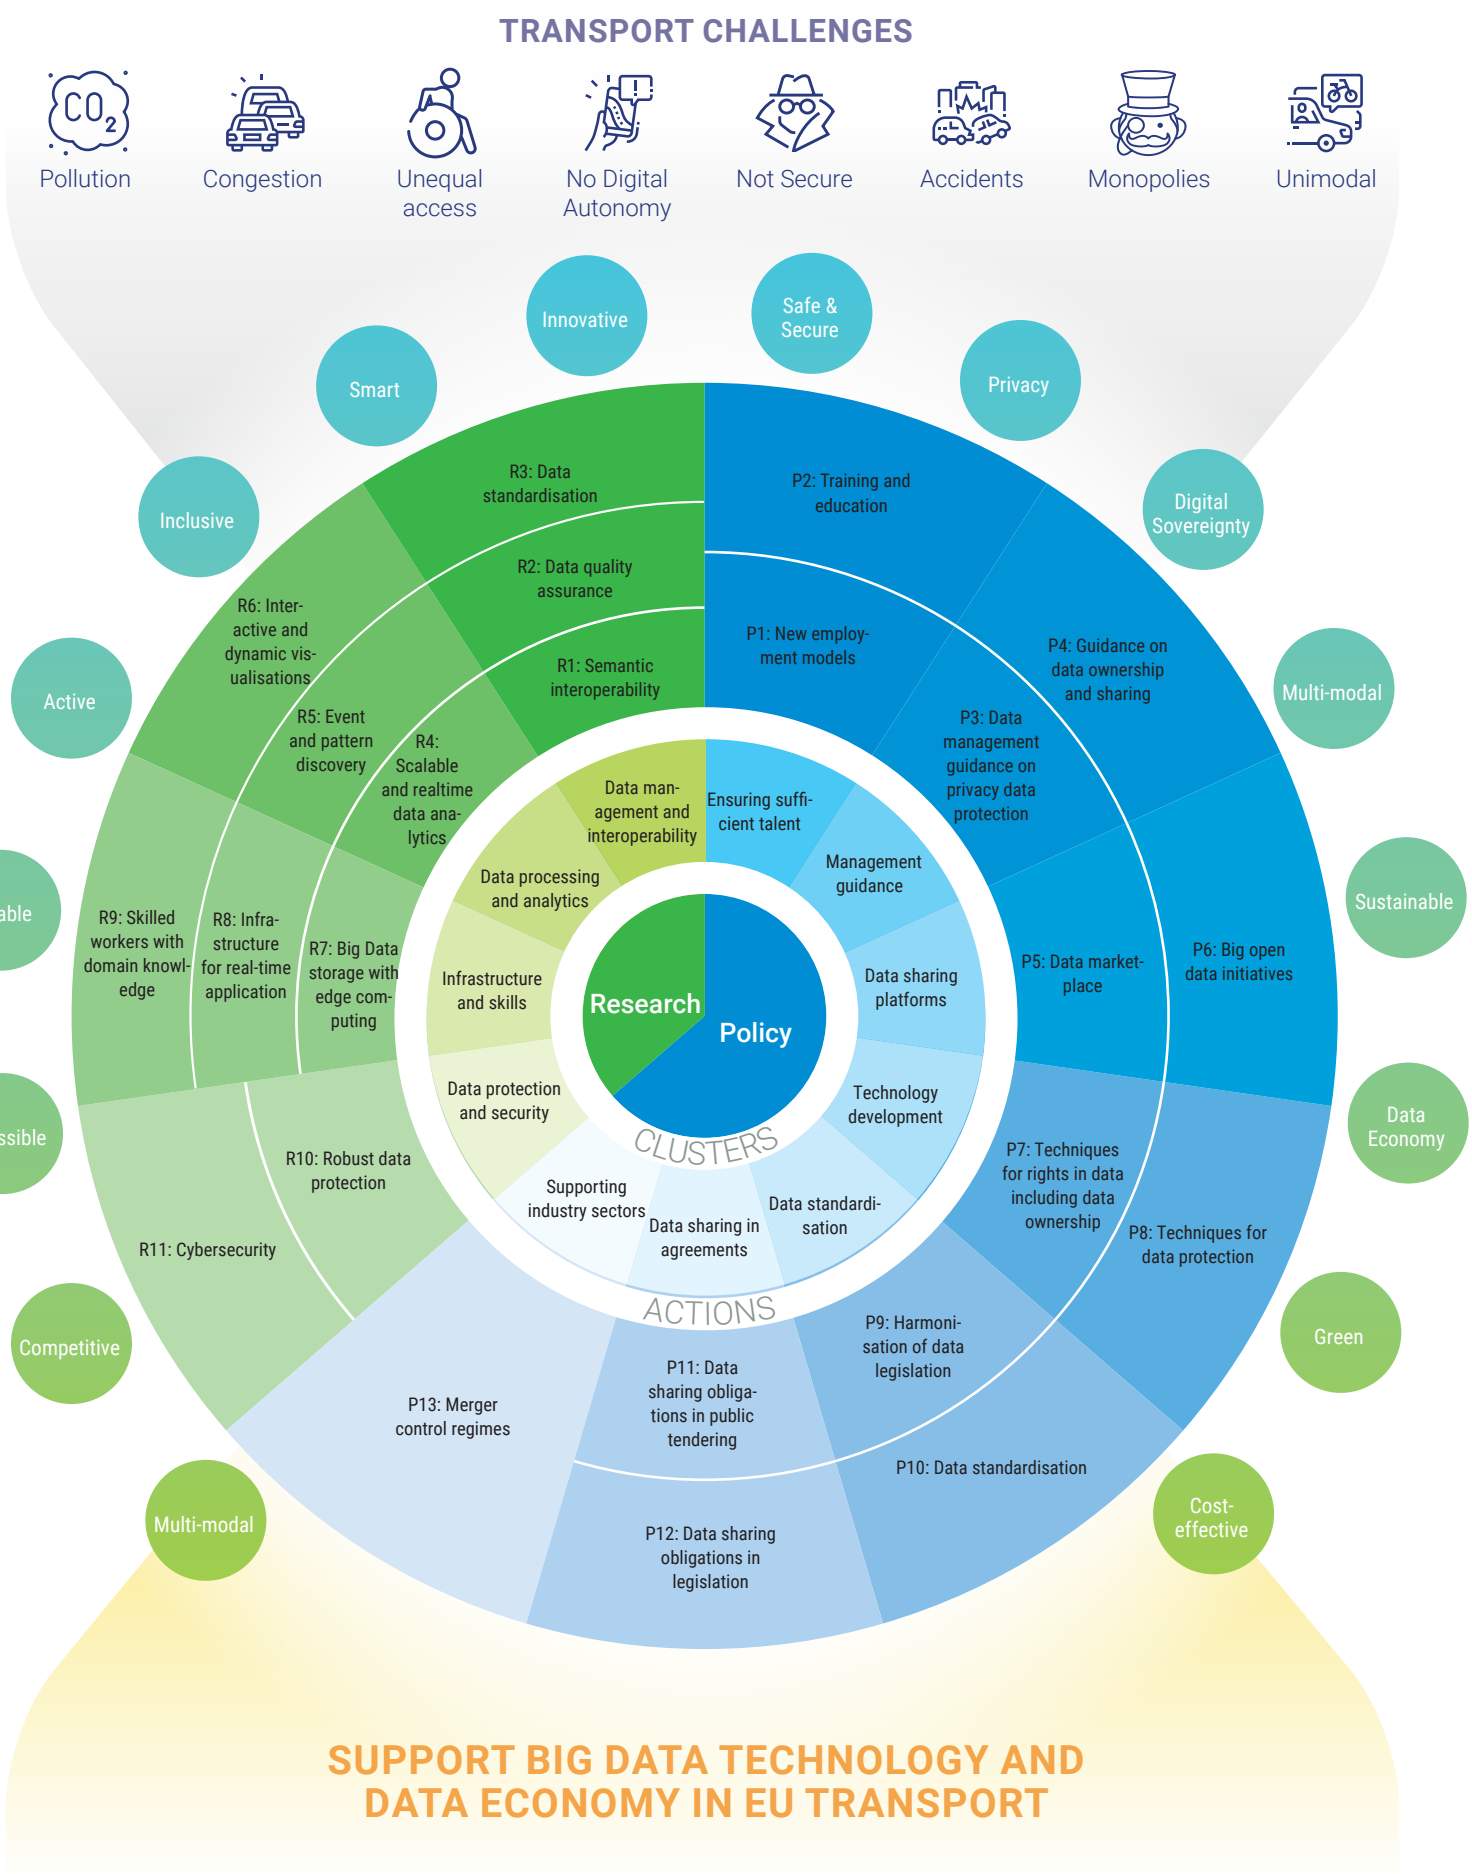 TRANSPORT CHALLENGES
CO2
Pollution
Congestion
Unequal
access
No Digital
Autonomy
Not Secure
Accidents
Monopolies
Unimodal
Innovative
Safe &
Secure
Smart
Privacy
Inclusive
Digital
Sovereignty
Active
Multi-modal
able
Sustainable
ssible
Data
Economy
Competitive
Green
Multi-modal
Cost-
effective
R3: Data
standardisation
R2: Data quality
assurance
R1: Semantic
interoperability
P2: Training and
education
P1: New employ-
ment models
R6: Inter-
active and
dynamic vis-
ualisations
R5: Event
and pattern
discovery
R4:
Scalable
and realtime
data ana-
lytics
P4: Guidance on
data ownership
and sharing
P3: Data
management
guidance on
privacy data
protection
R9: Skilled
workers with
domain knowl-
edge
R8: Infra-
structure
for real-time
application
R7: Big Data
storage with
edge com-
puting
P5: Data market-
place
P6: Big open
data initiatives
R10: Robust data
protection
R11: Cybersecurity
P7: Techniques
for rights in data
including data
ownership
P8: Techniques for
data protection
P9: Harmoni-
sation of data
legislation
P10: Data standardisation
P11: Data
sharing obliga-
tions in public
tendering
P12: Data sharing
obligations in
legislation
P13: Merger
control regimes
Data man-
agement and
interoperability
Ensuring suffi-
cient talent
Data processing
and analytics
Management
guidance
Infrastructure
and skills
Data sharing
platforms
Data protection
and security
Technology
development
Supporting
industry sectors
Data sharing in
agreements
Data standardi-
sation
Research
Policy
CLUSTERS
ACTIONS
SUPPORT BIG DATA TECHNOLOGY AND
DATA ECONOMY IN EU TRANSPORT